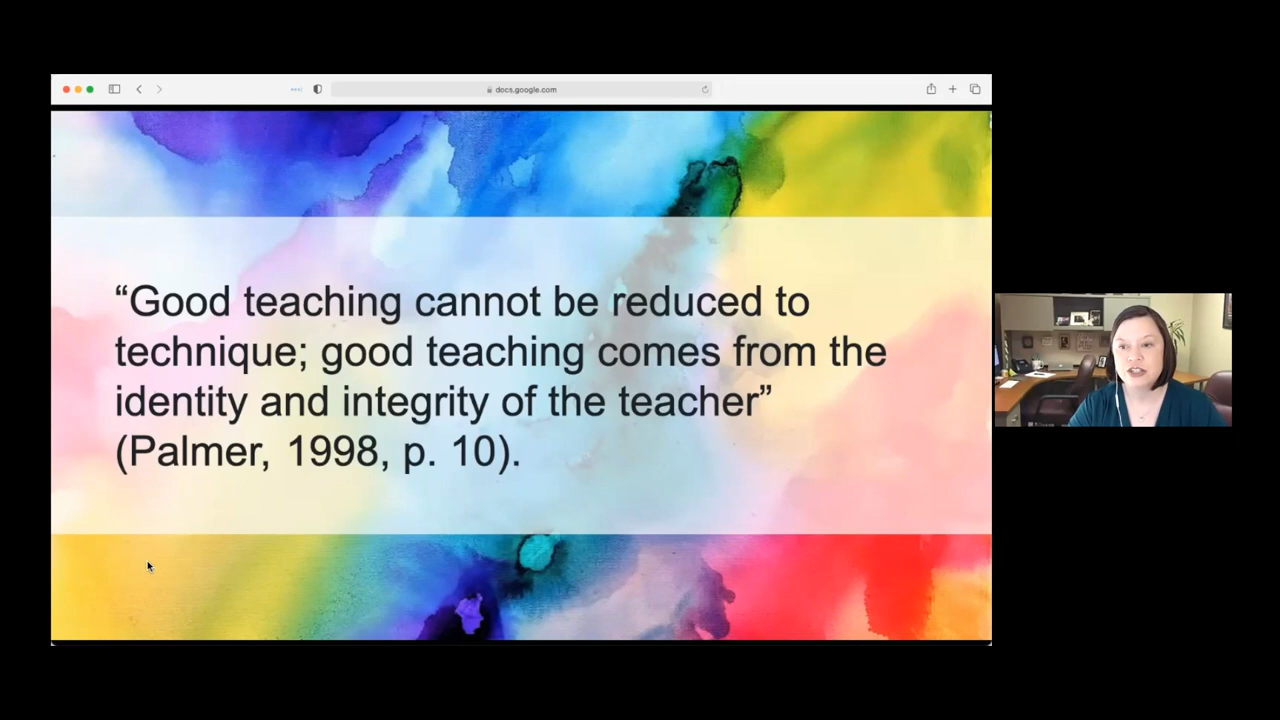 docs.google.com
“Good teaching cannot be reduced to
technique; good teaching comes from the
identity and integrity of the teacher”
(Palmer, 1998, p. 10).